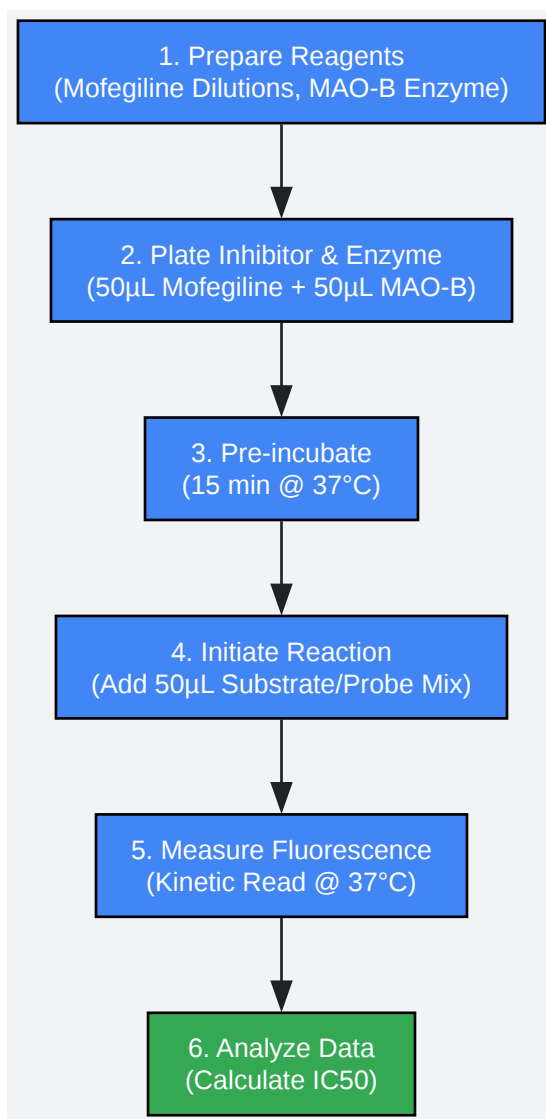 1. Prepare Reagents
(Mofegiline Dilutions, MAO-B Enzyme)
2. Plate Inhibitor & Enzyme
(50µL Mofegiline + 50µL MAO-B)
3. Pre-incubate
(15 min @ 37°C)
4. Initiate Reaction
(Add 50µL Substrate/Probe Mix)
5. Measure Fluorescence
(Kinetic Read @ 37°C)
6. Analyze Data
(Calculate IC50)